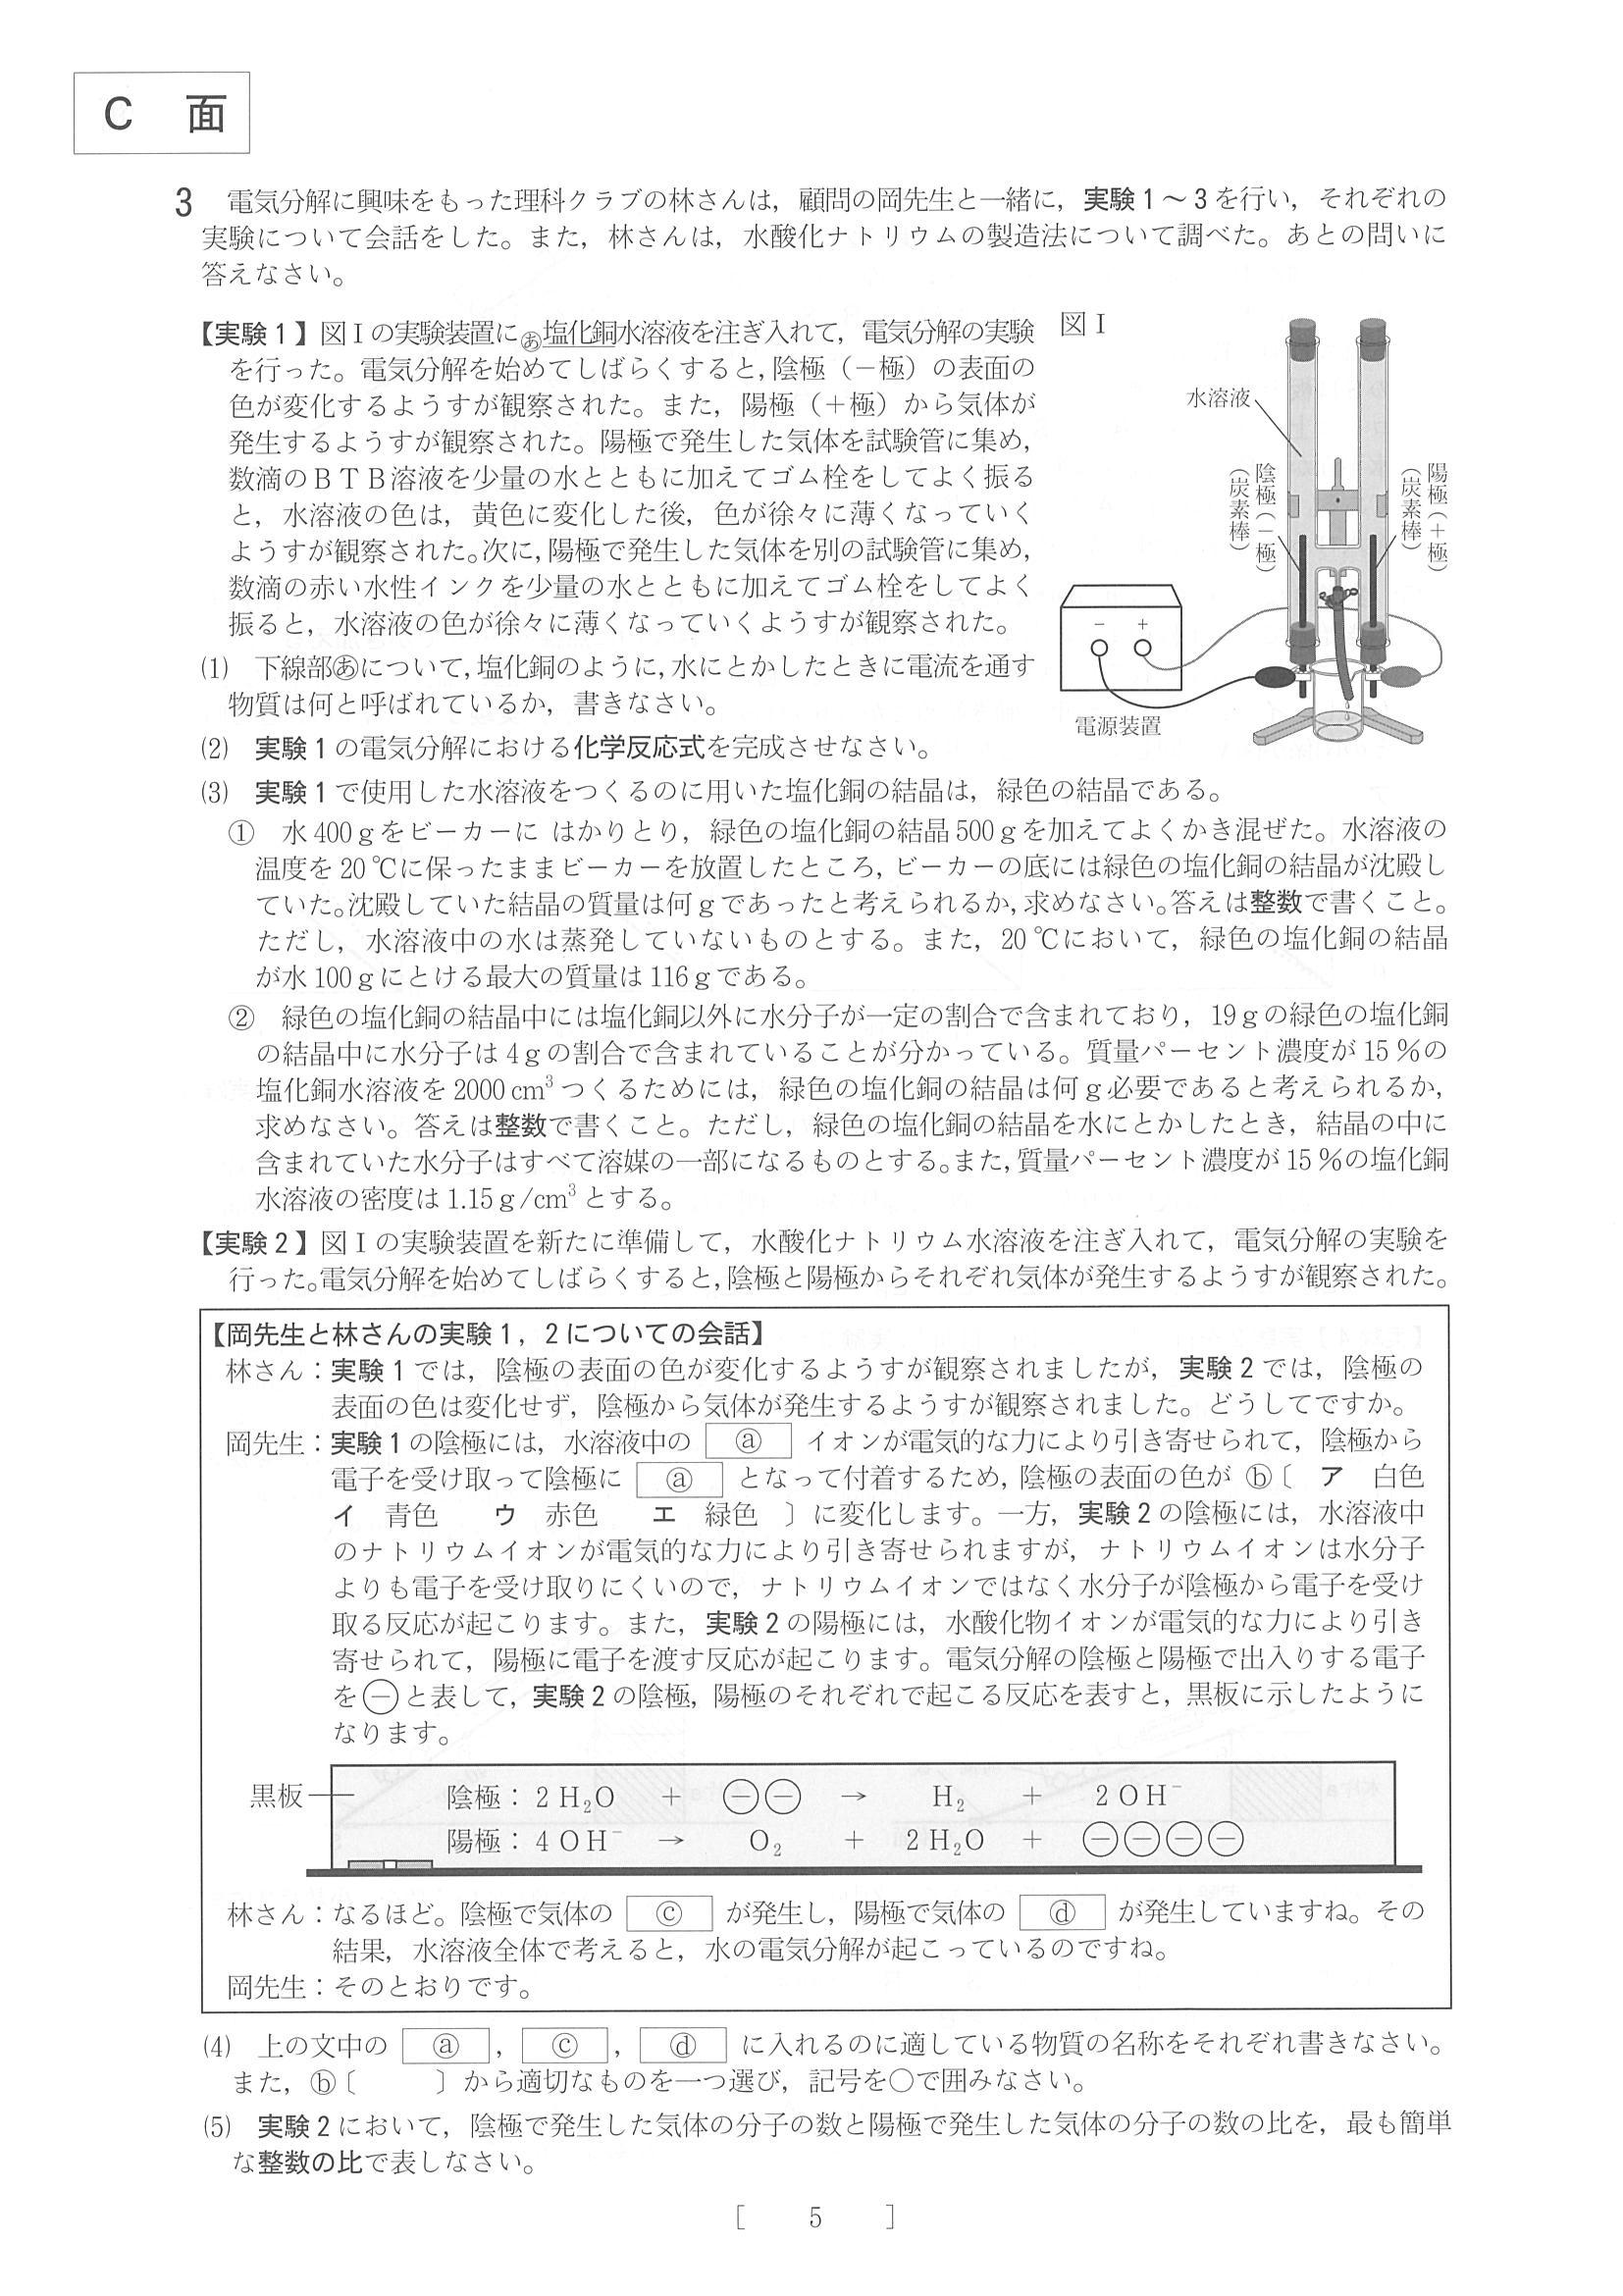 C 面
3 電気分解に興味をもった理科クラブの林さんは，顧問の岡先生と一緒に，実験1～3を行い，それぞれの
実験について会話をした。また，林さんは，水酸化ナトリウムの製造法について調べた。あとの問いに
答えなさい。
【実験1】図Ⅰの実験装置にあ塩化銅水溶液を注ぎ入れて，電気分解の実験
を行った。電気分解を始めてしばらくすると，陰極（－極）の表面の
色が変化するようすが観察された。また，陽極（＋極）から気体が
発生するようすが観察された。陽極で発生した気体を試験管に集め，
数滴のＢＴＢ溶液を少量の水とともに加えてゴム栓をしてよく振る
と，水溶液の色は，黄色に変化した後，色が徐々に薄くなっていく
ようすが観察された。次に，陽極で発生した気体を別の試験管に集め，
数滴の赤い水性インクを少量の水とともに加えてゴム栓をしてよく
振ると，水溶液の色が徐々に薄くなっていくようすが観察された。
図Ⅰ
水溶液
陰極（－極）
（炭素棒）
陽極（＋極）
（炭素棒）
－ ＋
電源装置
⑴ 下線部あについて，塩化銅のように，水にとかしたときに電流を通す
物質は何と呼ばれているか，書きなさい。
⑵ 実験1の電気分解における化学反応式を完成させなさい。
⑶ 実験1で使用した水溶液をつくるのに用いた塩化銅の結晶は，緑色の結晶である。
① 水400ｇをビーカーに はかりとり，緑色の塩化銅の結晶500ｇを加えてよくかき混ぜた。水溶液の
温度を20℃に保ったままビーカーを放置したところ，ビーカーの底には緑色の塩化銅の結晶が沈殿し
ていた。沈殿していた結晶の質量は何ｇであったと考えられるか，求めなさい。答えは整数で書くこと。
ただし，水溶液中の水は蒸発していないものとする。また，20℃において，緑色の塩化銅の結晶
が水100ｇにとける最大の質量は116ｇである。
② 緑色の塩化銅の結晶中には塩化銅以外に水分子が一定の割合で含まれており，19ｇの緑色の塩化銅
の結晶中に水分子は4ｇの割合で含まれていることが分かっている。質量パーセント濃度が15％の
塩化銅水溶液を2000 cm³つくるためには，緑色の塩化銅の結晶は何ｇ必要であると考えられるか，
求めなさい。答えは整数で書くこと。ただし，緑色の塩化銅の結晶を水にとかしたとき，結晶の中に
含まれていた水分子はすべて溶媒の一部になるものとする。また，質量パーセント濃度が15％の塩化銅
水溶液の密度は1.15ｇ/cm³とする。
【実験2】図Ⅰの実験装置を新たに準備して，水酸化ナトリウム水溶液を注ぎ入れて，電気分解の実験を
行った。電気分解を始めてしばらくすると，陰極と陽極からそれぞれ気体が発生するようすが観察された。
【岡先生と林さんの実験1，2についての会話】
林さん：実験1では，陰極の表面の色が変化するようすが観察されましたが，実験2では，陰極の
表面の色は変化せず，陰極から気体が発生するようすが観察されました。どうしてですか。
岡先生：実験1の陰極には，水溶液中の ⓐ イオンが電気的な力により引き寄せられて，陰極から
電子を受け取って陰極に ⓐ となって付着するため，陰極の表面の色が ⓑ〔 ア 白色
イ 青色 ウ 赤色 エ 緑色 〕に変化します。一方，実験2の陰極には，水溶液中
のナトリウムイオンが電気的な力により引き寄せられますが，ナトリウムイオンは水分子
よりも電子を受け取りにくいので，ナトリウムイオンではなく水分子が陰極から電子を受け
取る反応が起こります。また，実験2の陽極には，水酸化物イオンが電気的な力により引き
寄せられて，陽極に電子を渡す反応が起こります。電気分解の陰極と陽極で出入りする電子
を⊖と表して，実験2の陰極，陽極のそれぞれで起こる反応を表すと，黒板に示したように
なります。
黒板
陰極：2 H₂O ＋ ⊖⊖ → H₂ ＋ 2 OH⁻
陽極：4 OH⁻ → O₂ ＋ 2 H₂O ＋ ⊖⊖⊖⊖
林さん：なるほど。陰極で気体の ⓒ が発生し，陽極で気体の ⓓ が発生していますね。その
結果，水溶液全体で考えると，水の電気分解が起こっているのですね。
岡先生：そのとおりです。
⑷ 上の文中の ⓐ ， ⓒ ， ⓓ に入れるのに適している物質の名称をそれぞれ書きなさい。
また，ⓑ〔 〕から適切なものを一つ選び，記号を○で囲みなさい。
⑸ 実験2において，陰極で発生した気体の分子の数と陽極で発生した気体の分子の数の比を，最も簡単
な整数の比で表しなさい。
［ 5 ］